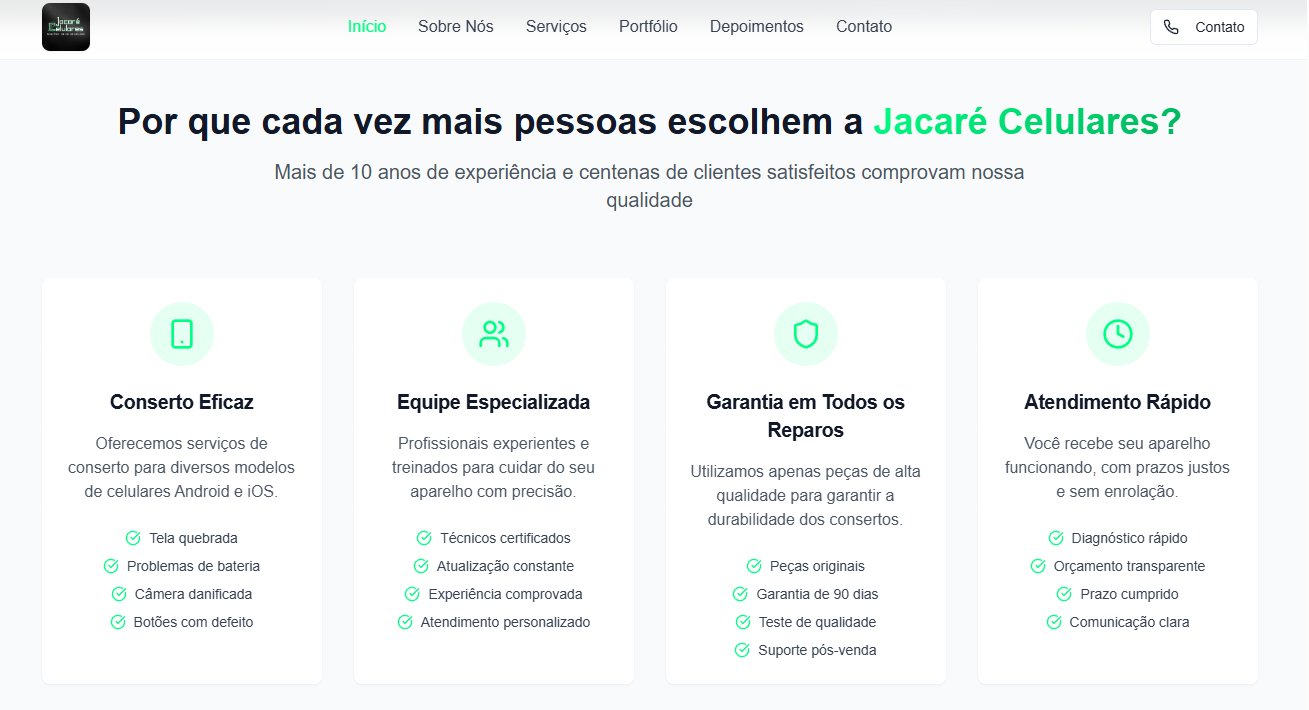 Jacaré
Celulares
Início
Sobre Nós
Serviços
Portfólio
Depoimentos
Contato
Contato
Por que cada vez mais pessoas escolhem a Jacaré Celulares?
Mais de 10 anos de experiência e centenas de clientes satisfeitos comprovam nossa
qualidade
Conserto Eficaz
Oferecemos serviços de
conserto para diversos modelos
de celulares Android e iOS.
Tela quebrada
Problemas de bateria
Câmera danificada
Botões com defeito
Equipe Especializada
Profissionais experientes e
treinados para cuidar do seu
aparelho com precisão.
Técnicos certificados
Atualização constante
Experiência comprovada
Atendimento personalizado
Garantia em Todos os
Reparos
Utilizamos apenas peças de alta
qualidade para garantir a
durabilidade dos consertos.
Peças originais
Garantia de 90 dias
Teste de qualidade
Suporte pós-venda
Atendimento Rápido
Você recebe seu aparelho
funcionando, com prazos justos
e sem enrolação.
Diagnóstico rápido
Orçamento transparente
Prazo cumprido
Comunicação clara